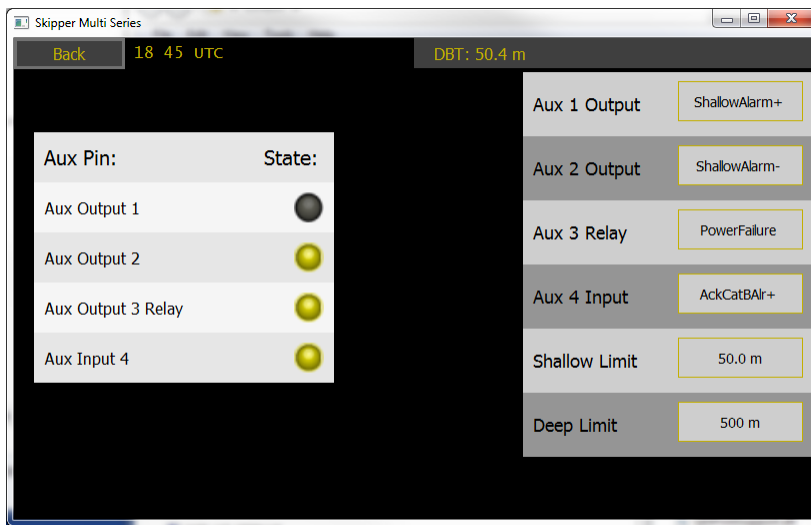 Skipper Multi Series
Back
18 45 UTC
DBT: 50.4 m
Aux Pin: State:
Aux Output 1
Aux Output 2
Aux Output 3 Relay
Aux Input 4
Aux 1 Output ShallowAlarm+
Aux 2 Output ShallowAlarm-
Aux 3 Relay PowerFailure
Aux 4 Input AckCatBAlr+
Shallow Limit 50.0 m
Deep Limit 500 m